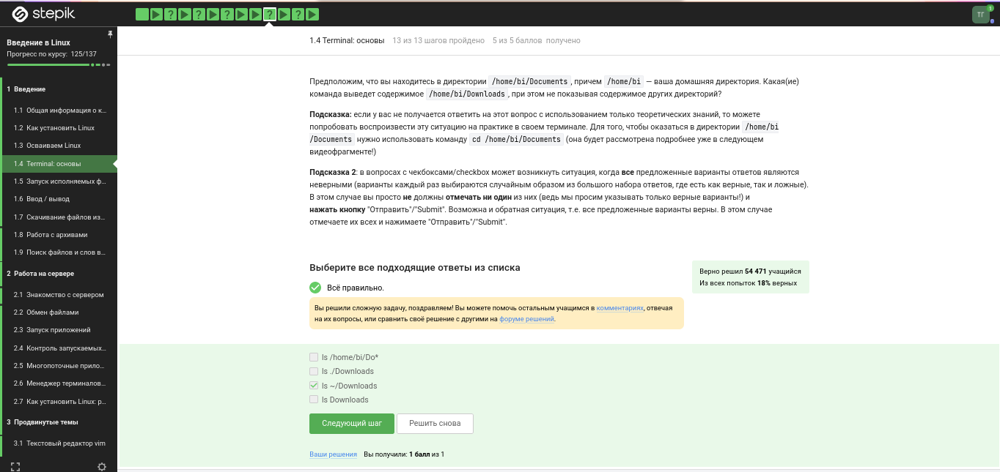 stepik
? ? ? ? ? ?
ТГ 1
Введение в Linux
Прогресс по курсу: 125/137
1 Введение
1.1 Общая информация о к...
1.2 Как установить Linux
1.3 Осваиваем Linux
1.4 Terminal: основы
1.5 Запуск исполняемых ф...
1.6 Ввод / вывод
1.7 Скачивание файлов из...
1.8 Работа с архивами
1.9 Поиск файлов и слов в...
2 Работа на сервере
2.1 Знакомство с сервером
2.2 Обмен файлами
2.3 Запуск приложений
2.4 Контроль запускаемых...
2.5 Многопоточные прило...
2.6 Менеджер терминалов...
2.7 Как установить Linux: р...
3 Продвинутые темы
3.1 Текстовый редактор vim
1.4 Terminal: основы 13 из 13 шагов пройдено 5 из 5 баллов получено
Предположим, что вы находитесь в директории /home/bi/Documents , причем /home/bi — ваша домашняя директория. Какая(ие)
команда выведет содержимое /home/bi/Downloads , при этом не показывая содержимое других директорий?
Подсказка: если у вас не получается ответить на этот вопрос с использованием только теоретических знаний, то можете
попробовать воспроизвести эту ситуацию на практике в своем терминале. Для того, чтобы оказаться в директории /home/bi
/Documents нужно использовать команду cd /home/bi/Documents (она будет рассмотрена подробнее уже в следующем
видеофрагменте!)
Подсказка 2: в вопросах с чекбоксами/checkbox может возникнуть ситуация, когда все предложенные варианты ответов являются
неверными (варианты каждый раз выбираются случайным образом из большого набора ответов, где есть как верные, так и ложные).
В этом случае вы просто не должны отмечать ни один из них (ведь мы просим указывать только верные варианты!) и
нажать кнопку "Отправить"/"Submit". Возможна и обратная ситуация, т.е. все предложенные варианты верны. В этом случае
отмечаете их всех и нажимаете "Отправить"/"Submit".
Выберите все подходящие ответы из списка
Верно решил 54 471 учащийся
Из всех попыток 18% верных
Всё правильно.
Вы решили сложную задачу, поздравляем! Вы можете помочь остальным учащимся в комментариях, отвечая
на их вопросы, или сравнить своё решение с другими на форуме решений.
ls /home/bi/Do*
ls ./Downloads
ls ~/Downloads
ls Downloads
Следующий шаг Решить снова
Ваши решения Вы получили: 1 балл из 1